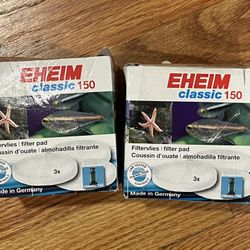 EHEIM
classic 150
Filtervlies | filter pad
Coussin d'ouate | almohadilla filtrante
3x
Made in Germany
EHEIM
classic 150
Filtervlies | filter pad
Coussin d'ouate | almohadilla filtrante
3x
Made in Germany